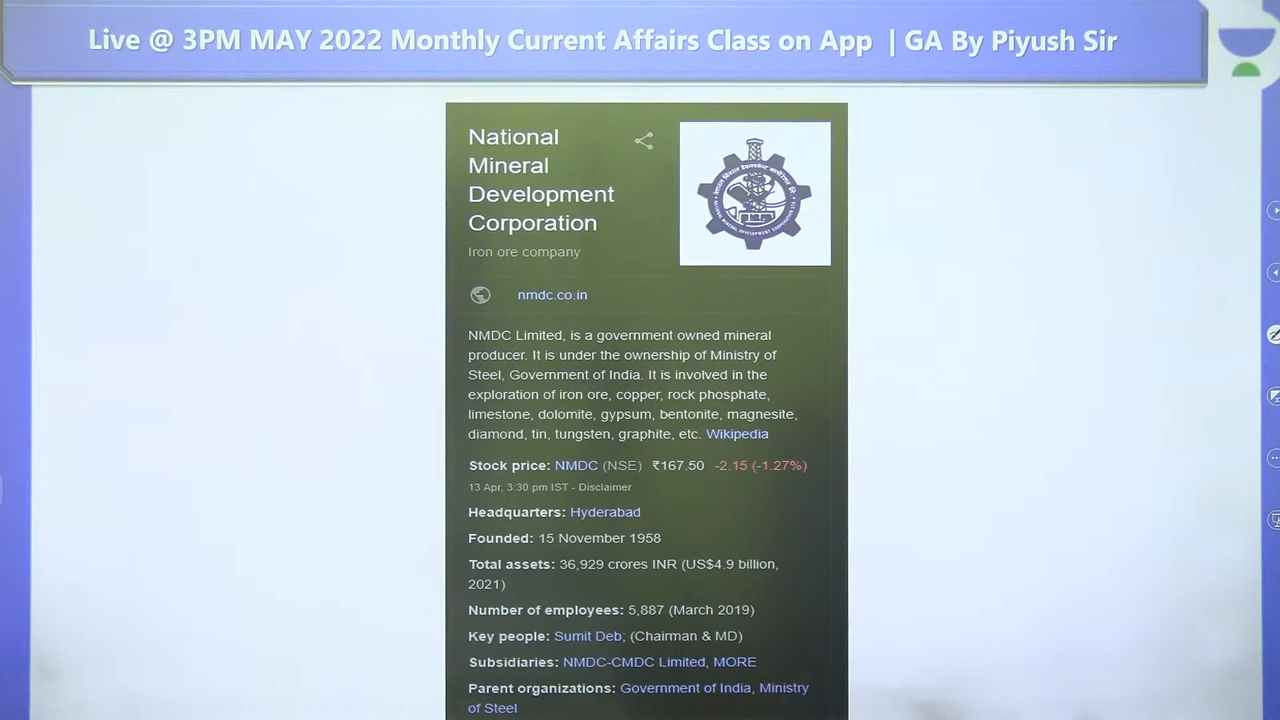 Live @ 3PM MAY 2022 Monthly Current Affairs Class on App | GA By Piyush Sir
National
Mineral
Development
Corporation
Iron ore company
nmdc.co.in
NMDC Limited, is a government owned mineral
producer. It is under the ownership of Ministry of
Steel, Government of India. It is involved in the
exploration of iron ore, copper, rock phosphate,
limestone, dolomite, gypsum, bentonite, magnesite,
diamond, tin, tungsten, graphite, etc. Wikipedia
Stock price: NMDC (NSE) ₹167.50 -2.15 (-1.27%)
13 Apr, 3:30 pm IST - Disclaimer
Headquarters: Hyderabad
Founded: 15 November 1958
Total assets: 36,929 crores INR (US$4.9 billion,
2021)
Number of employees: 5,887 (March 2019)
Key people: Sumit Deb; (Chairman & MD)
Subsidiaries: NMDC-CMDC Limited, MORE
Parent organizations: Government of India, Ministry
of Steel